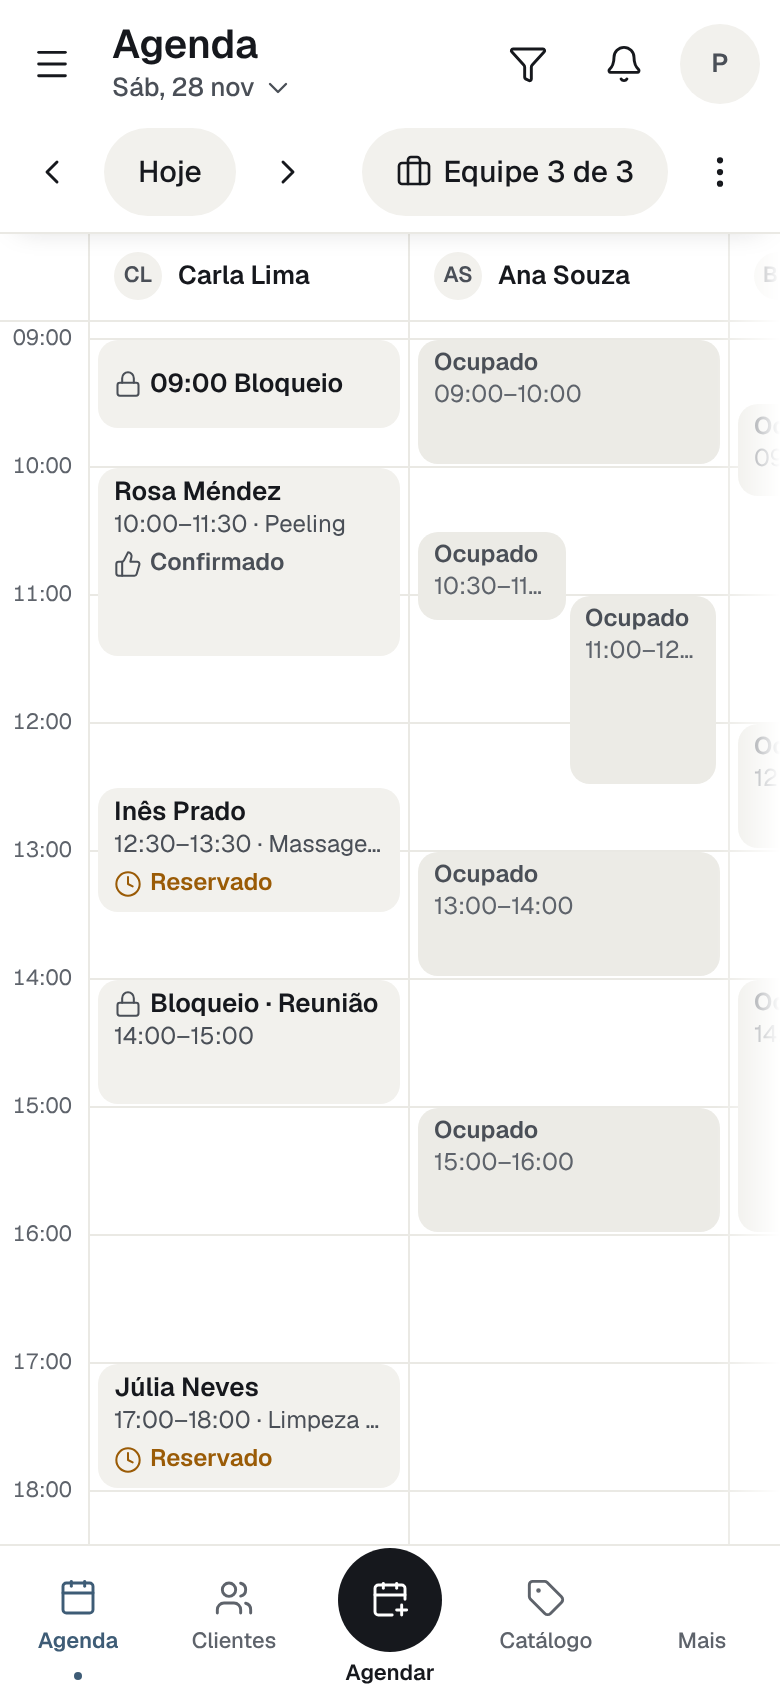 Agenda
Sáb, 28 nov
P
Hoje
Equipe 3 de 3
CL Carla Lima
AS Ana Souza
B
09:00
09:00 Bloqueio
Ocupado
09:00–10:00
10:00
Rosa Méndez
10:00–11:30 · Peeling
Confirmado
Ocupado
10:30–11...
11:00
Ocupado
11:00–12...
12:00
Inês Prado
12:30–13:30 · Massage...
Reservado
13:00
Ocupado
13:00–14:00
14:00
Bloqueio · Reunião
14:00–15:00
15:00
Ocupado
15:00–16:00
16:00
17:00
Júlia Neves
17:00–18:00 · Limpeza ...
Reservado
18:00
Agenda
Clientes
Agendar
Catálogo
Mais